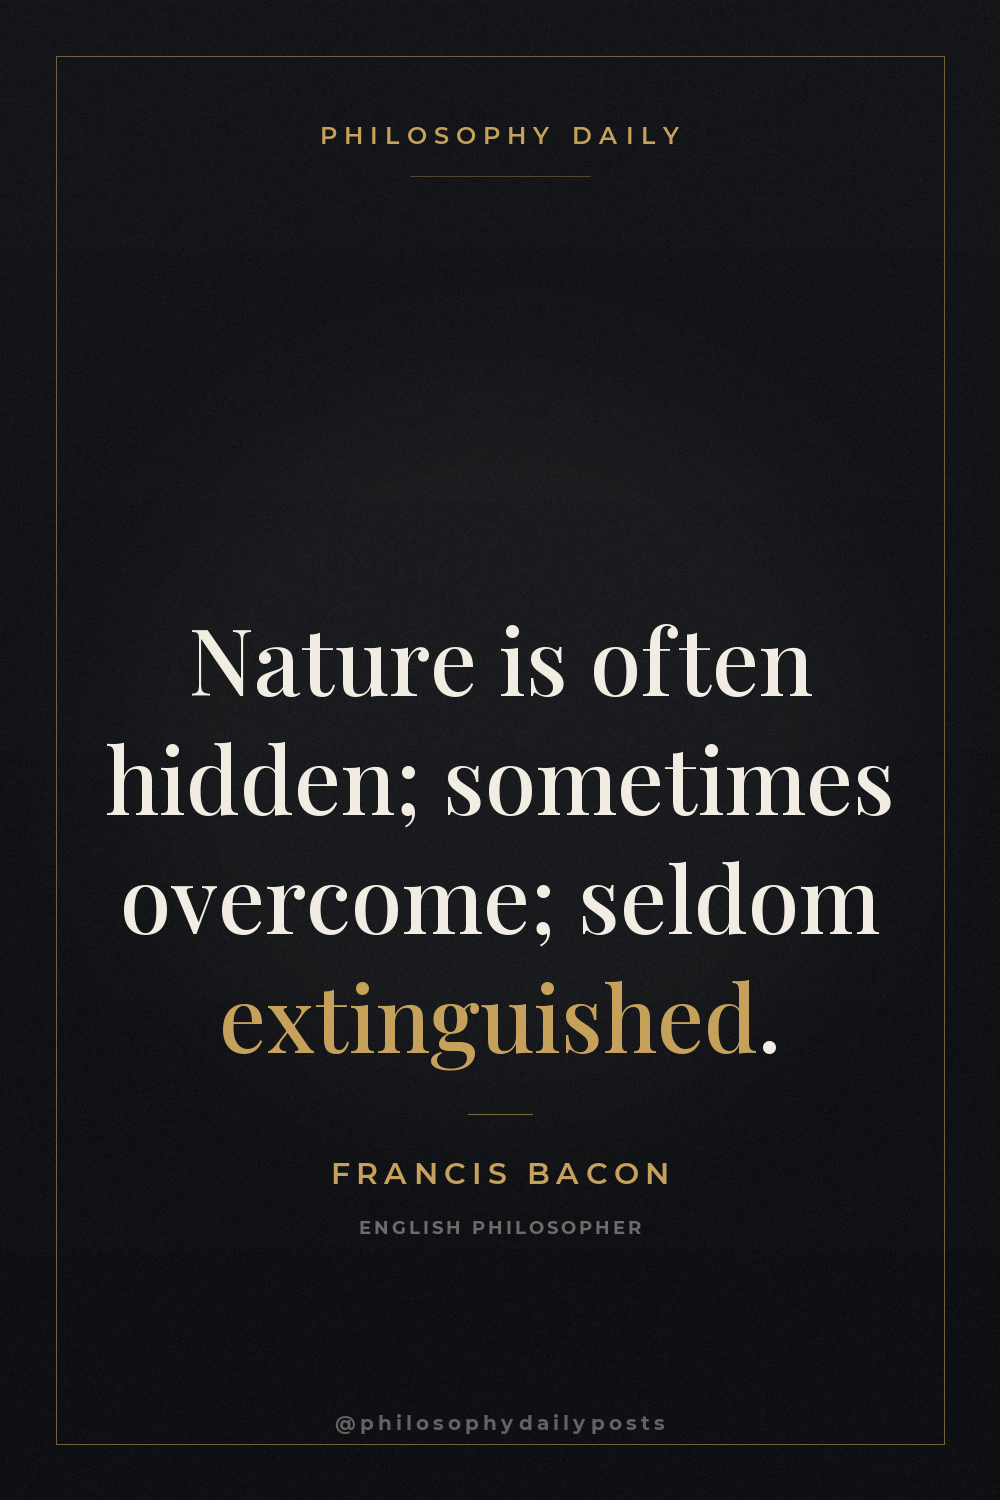 PHILOSOPHY DAILY
Nature is often
hidden; sometimes
overcome; seldom
extinguished.
FRANCIS BACON
ENGLISH PHILOSOPHER
@philosophydailyposts